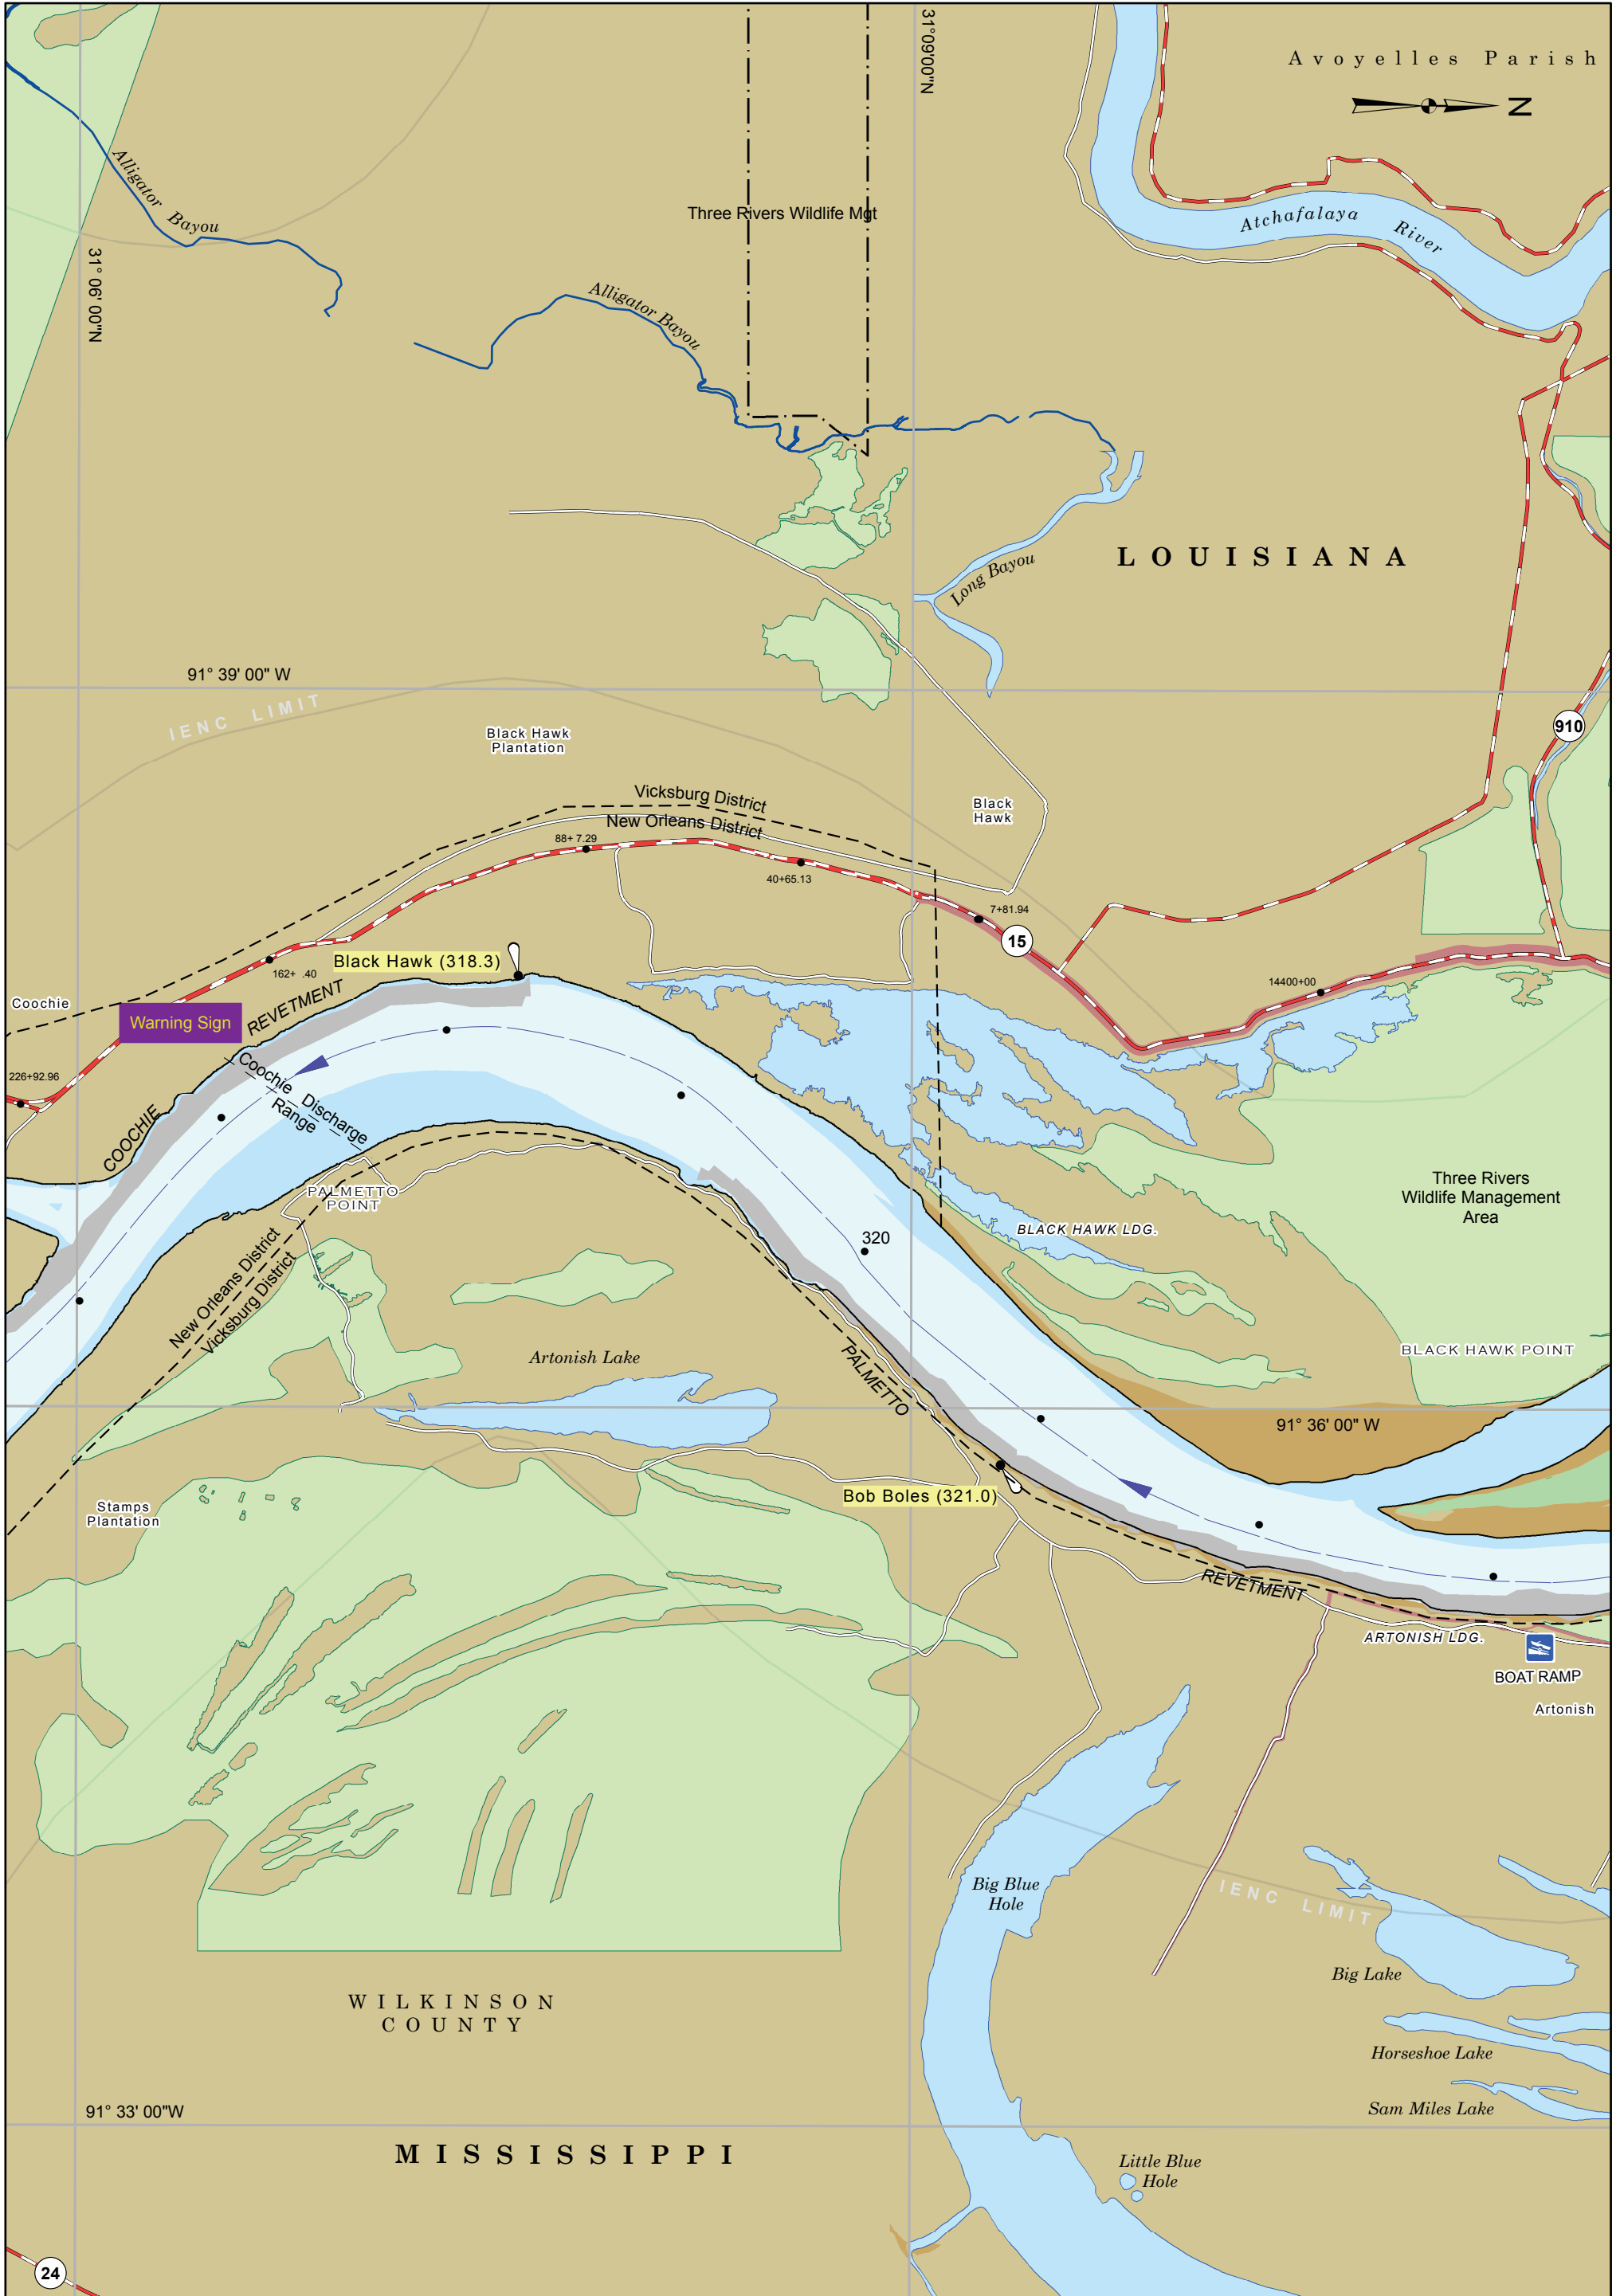 31°09'00"N
Avoyelles Parish
N
Alligator Bayou
Three Rivers Wildlife Mgt
Atchafalaya River
31° 06' 00"N
Alligator Bayou
LOUISIANA
Long Bayou
91° 39' 00" W
IENC LIMIT
910
Black Hawk
Plantation
Vicksburg District
New Orleans District
Black
Hawk
88+ 7.29
40+65.13
7+81.94
15
Black Hawk (318.3)
162+ .40
14400+00
Coochie
Warning Sign
REVETMENT
226+92.96
Coochie Discharge
Range
COOCHIE
PALMETTO
POINT
Three Rivers
Wildlife Management
Area
BLACK HAWK LDG.
320
New Orleans District
Vicksburg District
Artonish Lake
PALMETTO
BLACK HAWK POINT
91° 36' 00" W
Bob Boles (321.0)
Stamps
Plantation
REVETMENT
ARTONISH LDG.
BOAT RAMP
Artonish
Big Blue
Hole
IENC LIMIT
Big Lake
WILKINSON
COUNTY
Horseshoe Lake
91° 33' 00"W
Sam Miles Lake
MISSISSIPPI
Little Blue
Hole
24